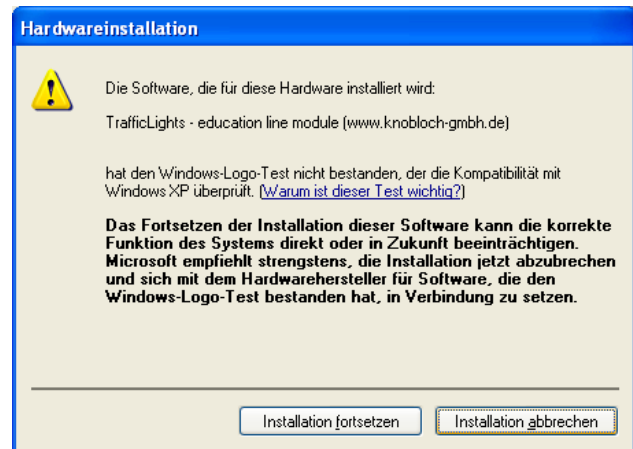 Hardwareinstallation
Die Software, die für diese Hardware installiert wird:
TrafficLights - education line module (www.knobloch-gmbh.de)
hat den Windows-Logo-Test nicht bestanden, der die Kompatibilität mit
Windows XP überprüft. (Warum ist dieser Test wichtig?)
Das Fortsetzen der Installation dieser Software kann die korrekte
Funktion des Systems direkt oder in Zukunft beeinträchtigen.
Microsoft empfiehlt strengstens, die Installation jetzt abzubrechen
und sich mit dem Hardwarehersteller für Software, die den
Windows-Logo-Test bestanden hat, in Verbindung zu setzen.
Installation fortsetzen Installation abbrechen